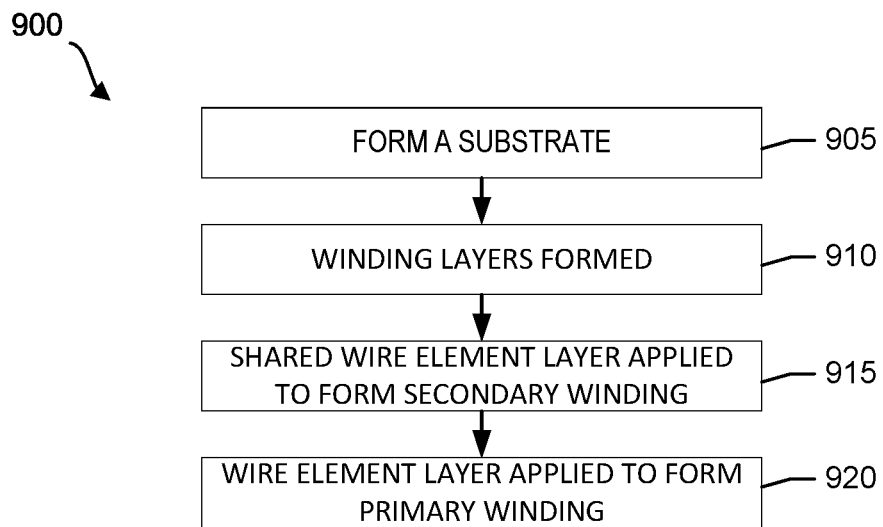 900
FORM A SUBSTRATE
905
WINDING LAYERS FORMED
910
SHARED WIRE ELEMENT LAYER APPLIED
TO FORM SECONDARY WINDING
915
WIRE ELEMENT LAYER APPLIED TO FORM
PRIMARY WINDING
920